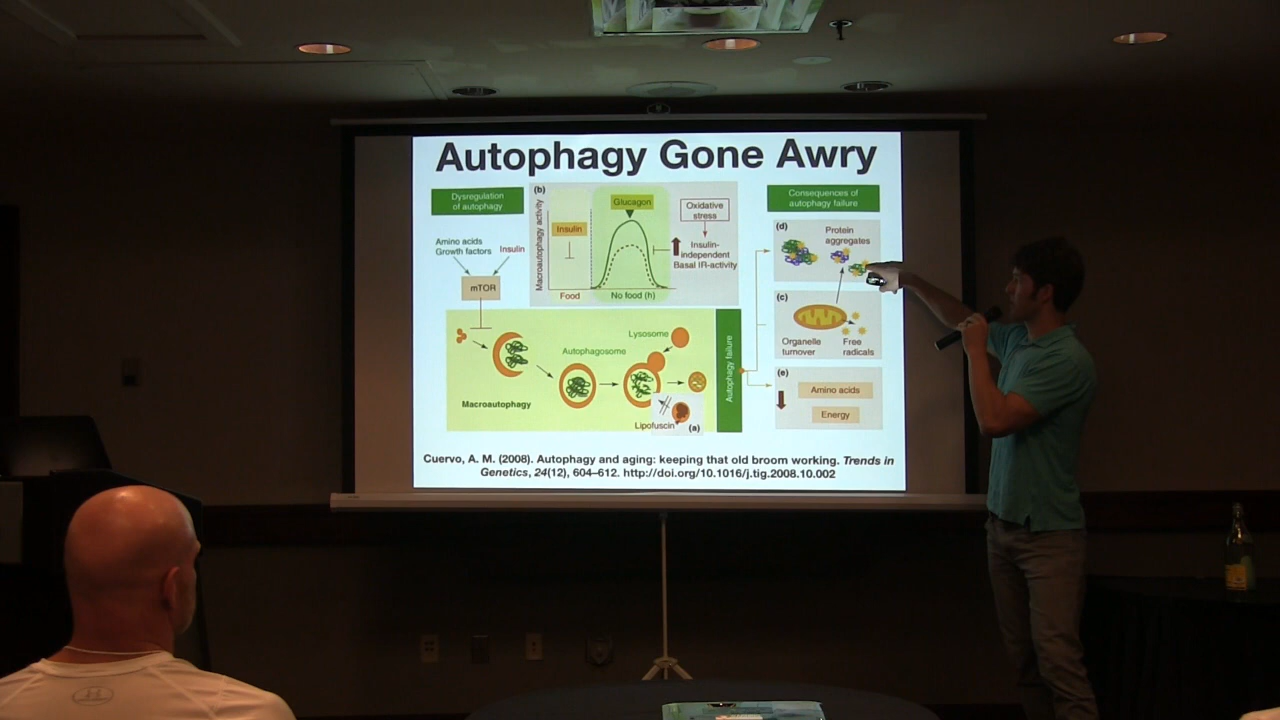 Autophagy Gone Awry
Dysregulation
of autophagy
Amino acids
Growth factors
Insulin
mTOR
(b)
Macroautophagy activity
Insulin
Glucagon
Oxidative
stress
Insulin-
independent
Basal IR-activity
Food
No food (h)
Macroautophagy
Autophagosome
Lysosome
Lipofuscin
(a)
Autophagy failure
Consequences of
autophagy failure
(d)
Protein
aggregates
(c)
Organelle
turnover
Free
radicals
(e)
Amino acids
Energy
Cuervo, A. M. (2008). Autophagy and aging: keeping that old broom working. Trends in
Genetics, 24(12), 604–612. http://doi.org/10.1016/j.tig.2008.10.002